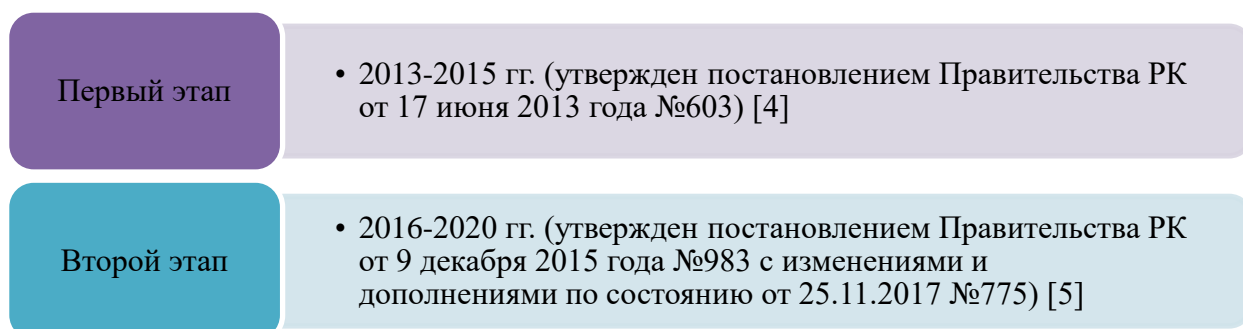 Первый этап
• 2013-2015 гг. (утвержден постановлением Правительства РК
от 17 июня 2013 года №603) [4]
Второй этап
• 2016-2020 гг. (утвержден постановлением Правительства РК
от 9 декабря 2015 года №983 с изменениями и
дополнениями по состоянию от 25.11.2017 №775) [5]